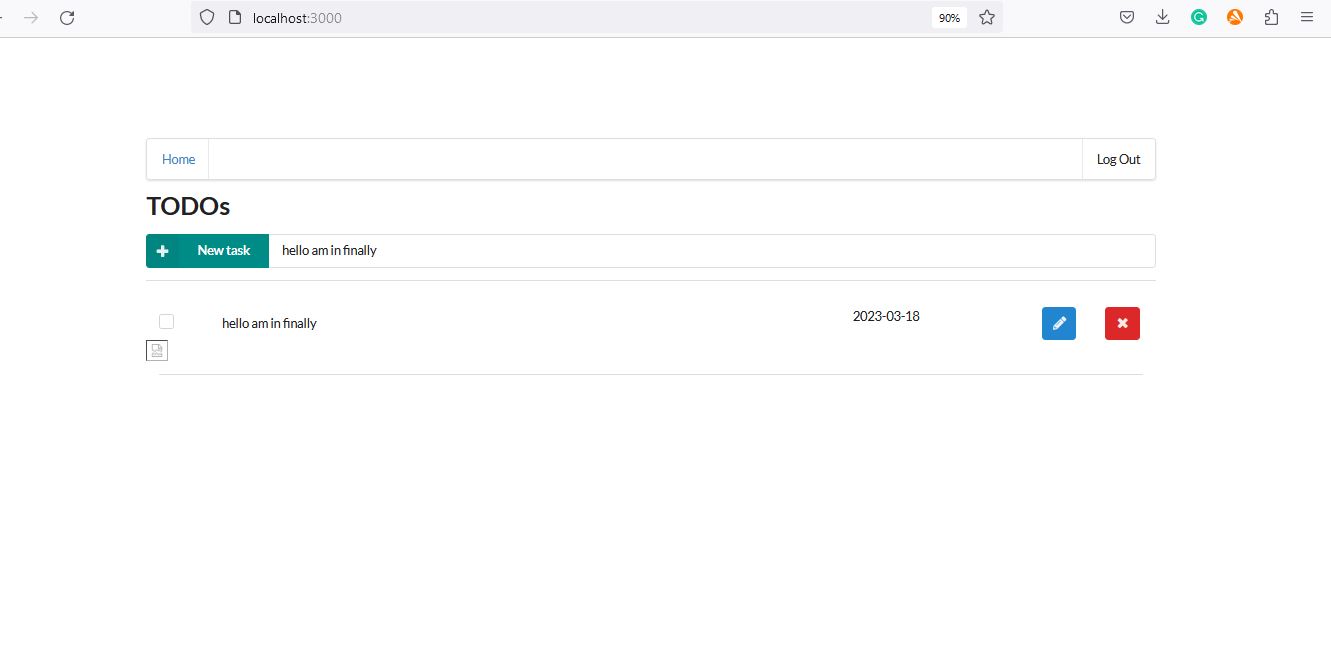 localhost:3000
90%
Home
Log Out
TODOs
New task
hello am in finally
hello am in finally
2023-03-18